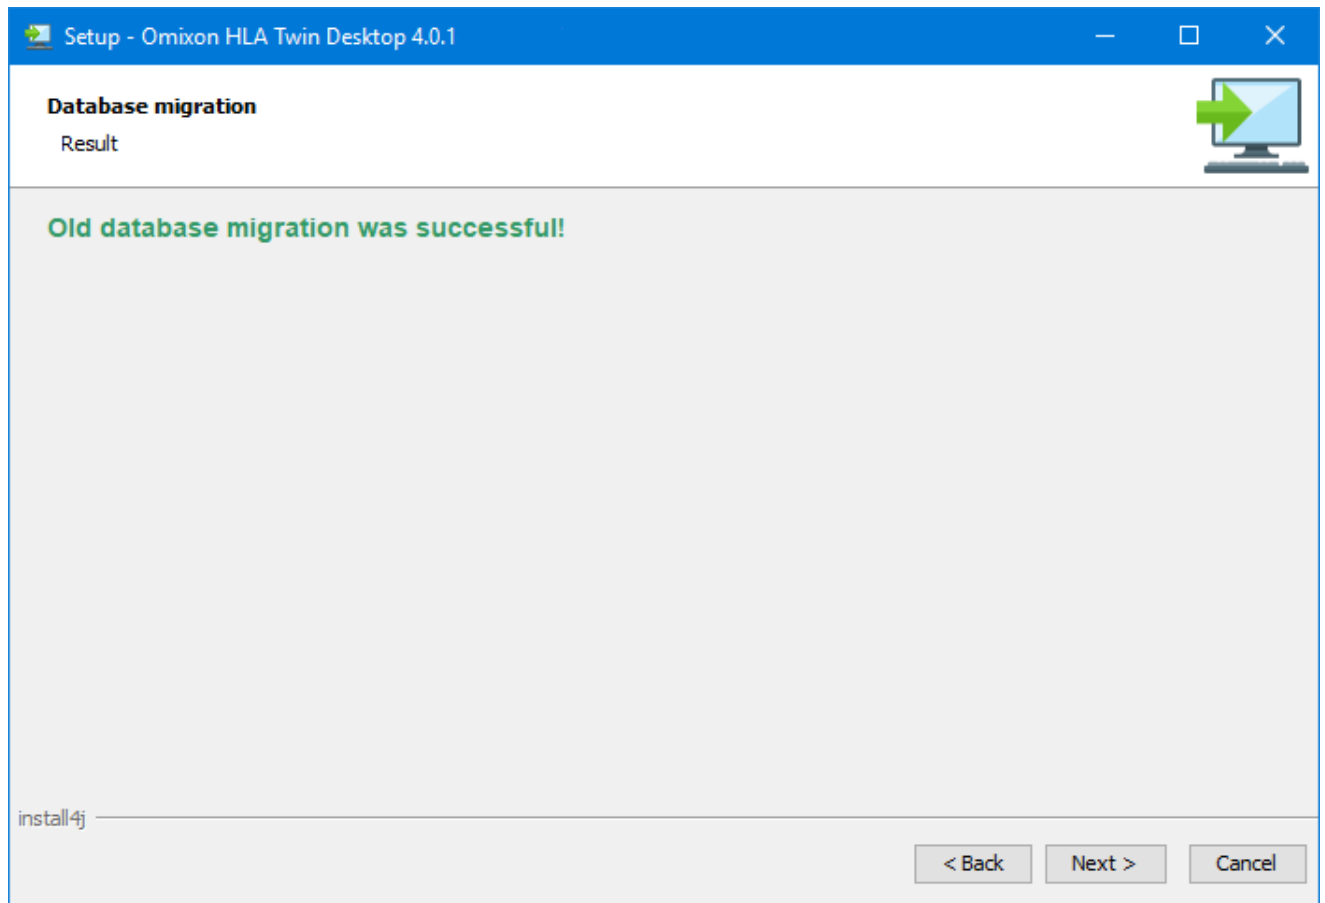 Setup - Omixon HLA Twin Desktop 4.0.1
Database migration
Result
Old database migration was successful!
install4j
< Back Next > Cancel